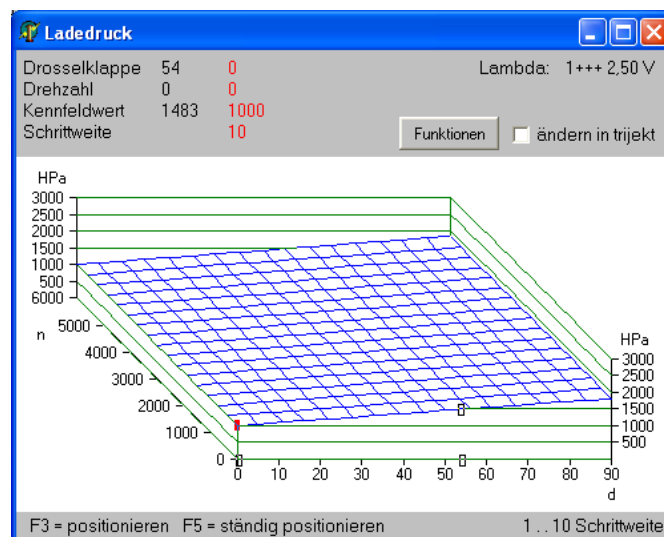 Ladedruck
Drosselklappe 54 0
Lambda: 1+++ 2,50 V
Drehzahl 0 0
Kennfeldwert 1483 1000
Schrittweite 10
Funktionen ändern in trijekt
HPa
3000
2500
2000
1500
1000
500
6000
5000
n
4000
3000
2000
1000
0
HPa
3000
2500
2000
1500
1000
500
0 10 20 30 40 50 60 70 80 90
d
F3 = positionieren F5 = ständig positionieren 1 . . 10 Schrittweite